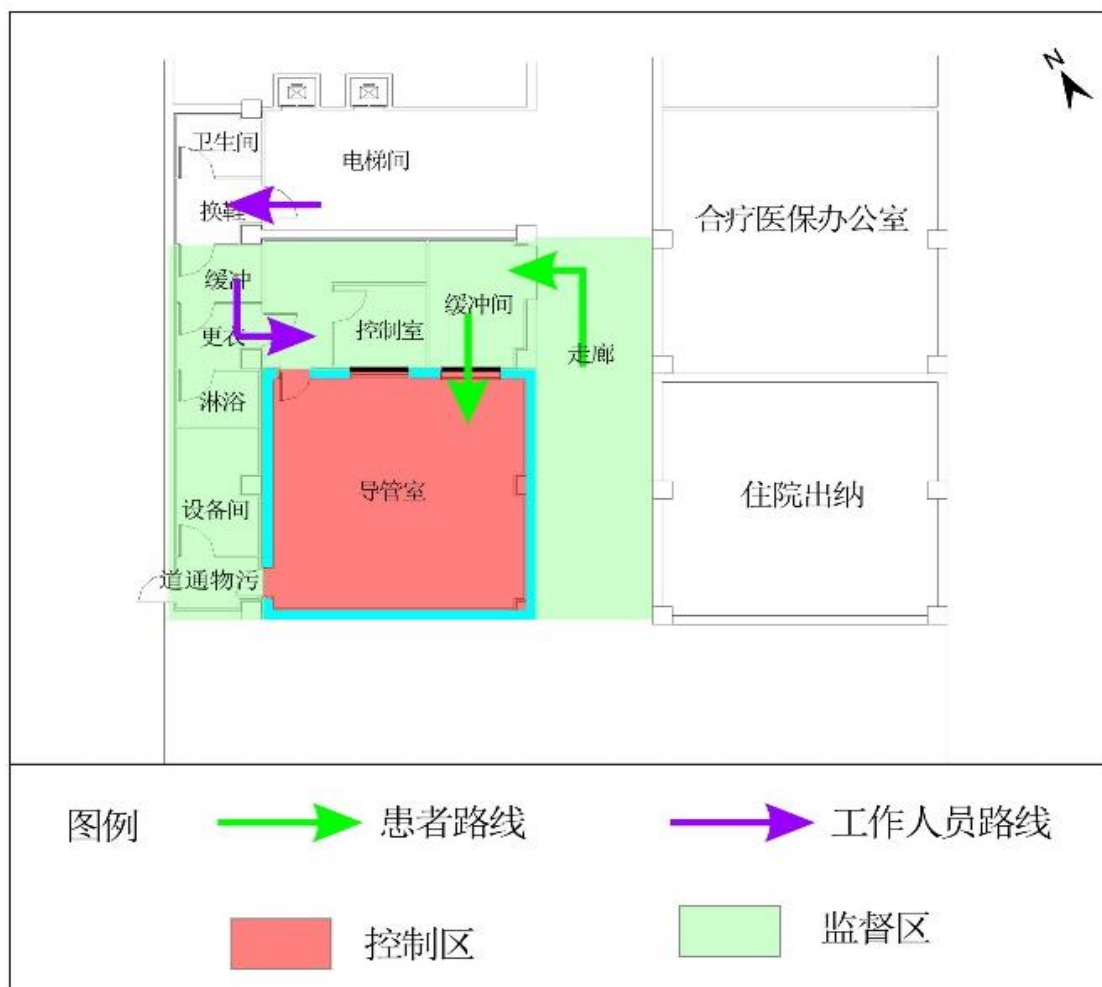 N
卫生间
电梯间
换鞋
合疗医保办公室
缓冲
缓冲间
更衣
控制室
走廊
淋浴
导管室
设备间
住院出纳
道通物污
图例
患者路线
工作人员路线
控制区
监督区